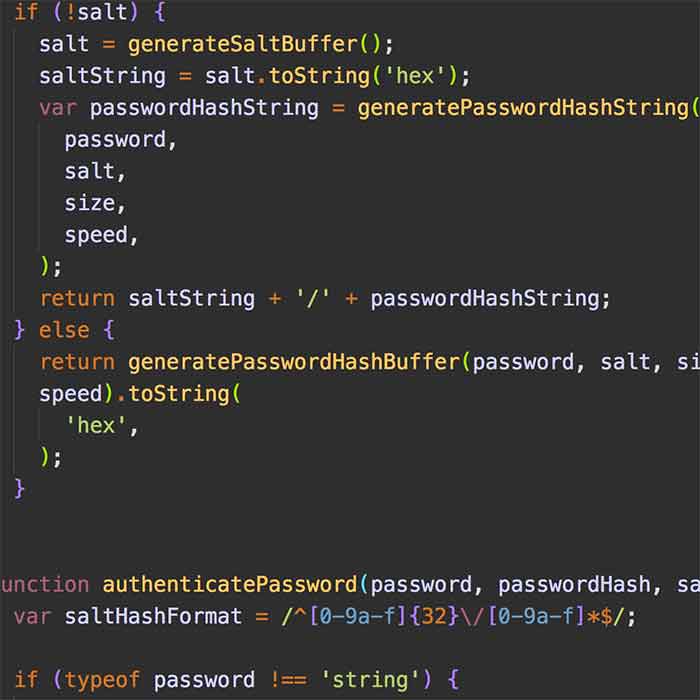 if (!salt) {
salt = generateSaltBuffer();
saltString = salt.toString('hex');
var passwordHashString = generatePasswordHashString(
password,
salt,
size,
speed,
);
return saltString + '/' + passwordHashString;
} else {
return generatePasswordHashBuffer(password, salt, si
speed).toString(
'hex',
);
}
unction authenticatePassword(password, passwordHash, sa
var saltHashFormat = /^[0-9a-f]{32}\/[0-9a-f]*$/;
if (typeof password !== 'string') {